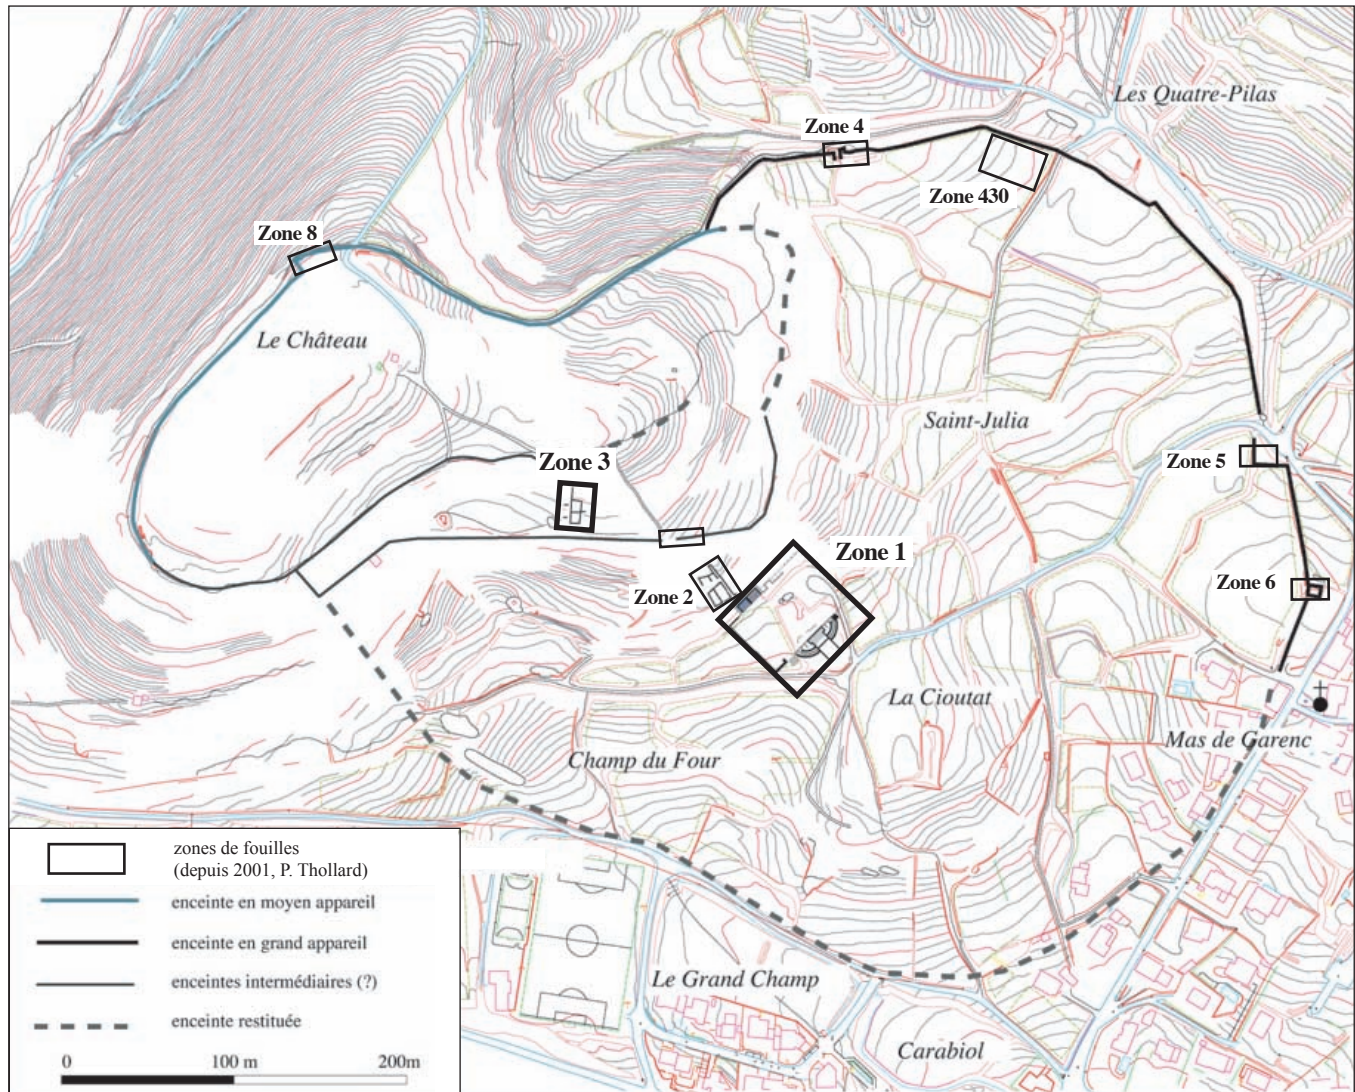 Les Quatre-Pilas
Zone 4
Zone 430
Zone 8
Le Château
Saint-Julia
Zone 3
Zone 5
Zone 1
Zone 2
Zone 6
La Cioutat
Mas de Garenc
Champ du Four
Le Grand Champ
Carabiol
zones de fouilles
(depuis 2001, P. Thollard)
enceinte en moyen appareil
enceinte en grand appareil
enceintes intermédiaires (?)
enceinte restituée
0 100 m 200m